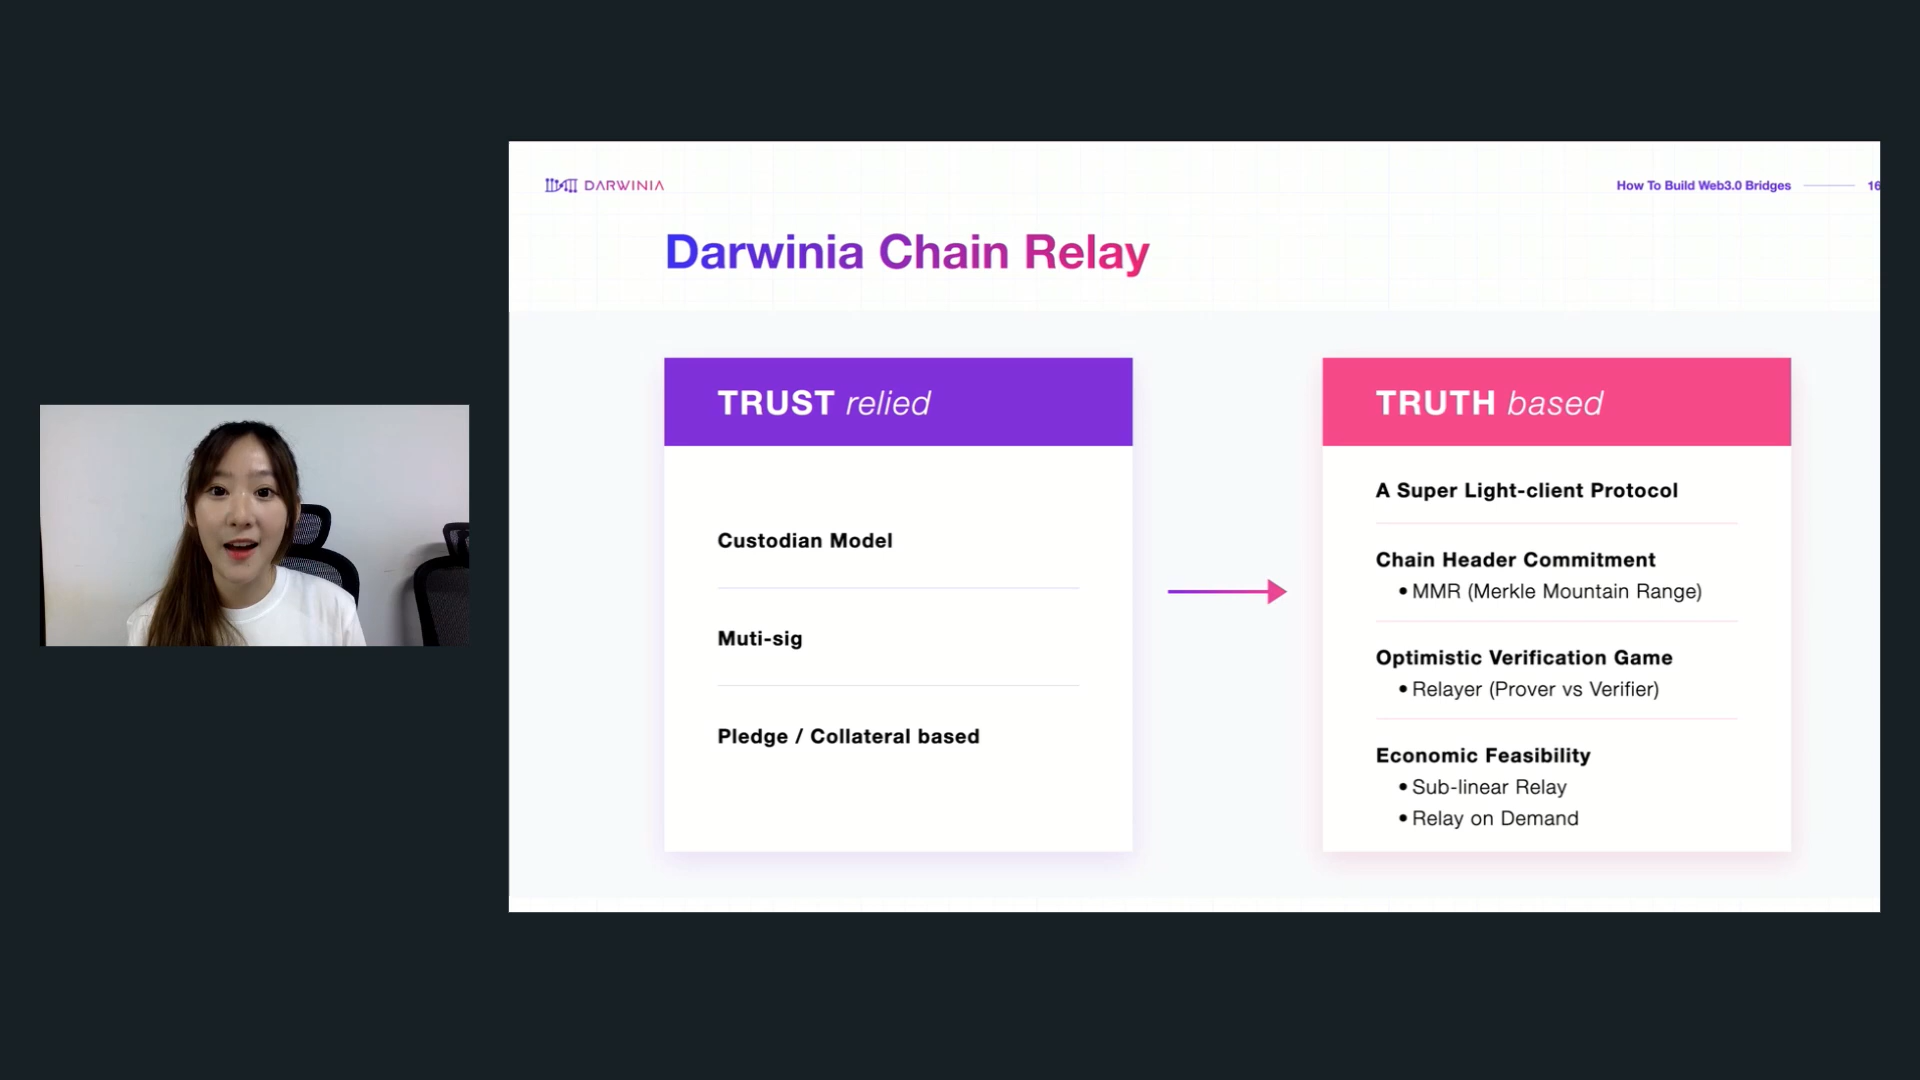 DARWINIA
How To Build Web3.0 Bridges
16
Darwinia Chain Relay
TRUST relied
Custodian Model
Muti-sig
Pledge / Collateral based
TRUTH based
A Super Light-client Protocol
Chain Header Commitment
• MMR (Merkle Mountain Range)
Optimistic Verification Game
• Relayer (Prover vs Verifier)
Economic Feasibility
• Sub-linear Relay
• Relay on Demand